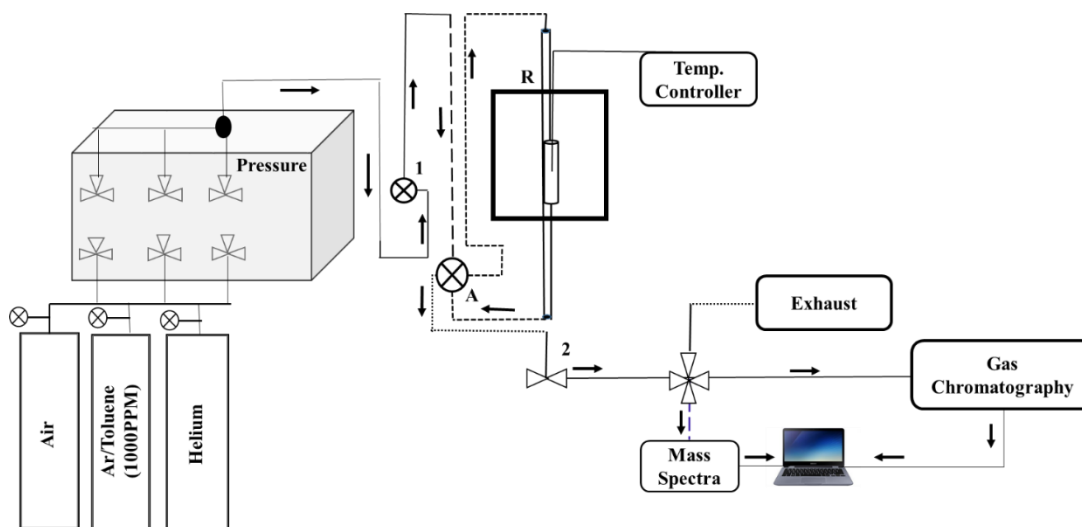 R
Temp.
Controller
Pressure
1
A
Exhaust
2
Gas
Chromatography
Air
Ar/Toluene
(1000PPM)
Helium
Mass
Spectra